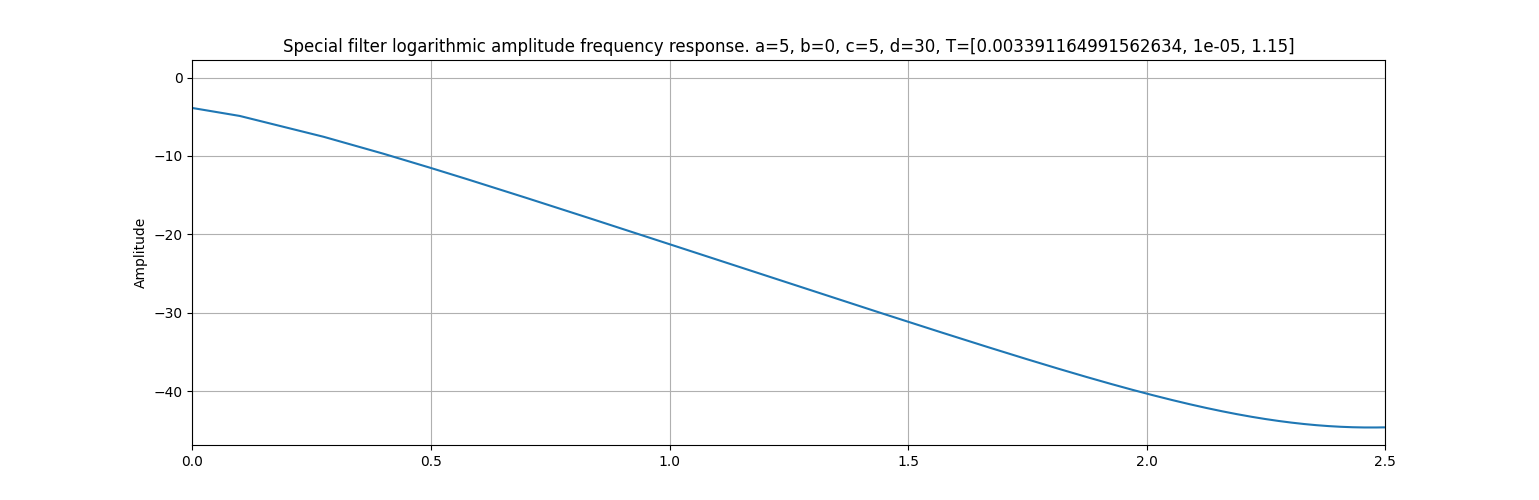 Special filter logarithmic amplitude frequency response. a=5, b=0, c=5, d=30, T=[0.003391164991562634, 1e-05, 1.15]
0
−10
−20
−30
−40
Amplitude
0.0 0.5 1.0 1.5 2.0 2.5